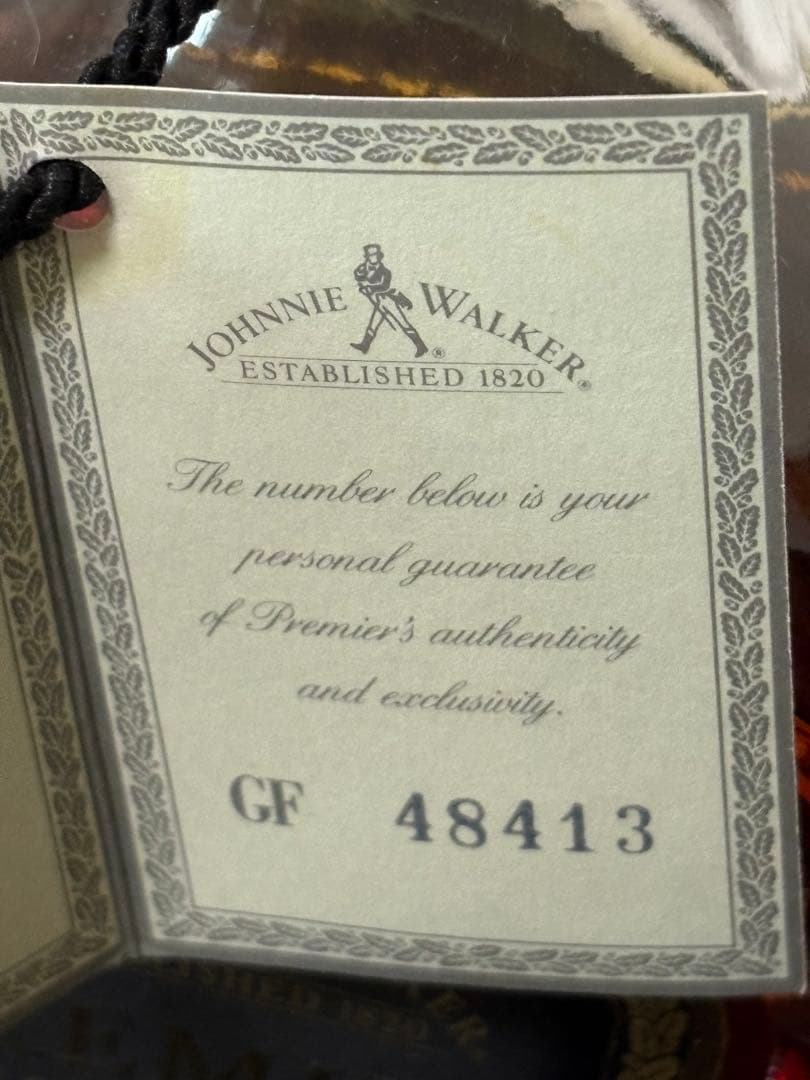 JOHNNIE WALKER®
ESTABLISHED 1820
The number below is your
personal guarantee
of Premier's authenticity
and exclusivity.
GF 48413